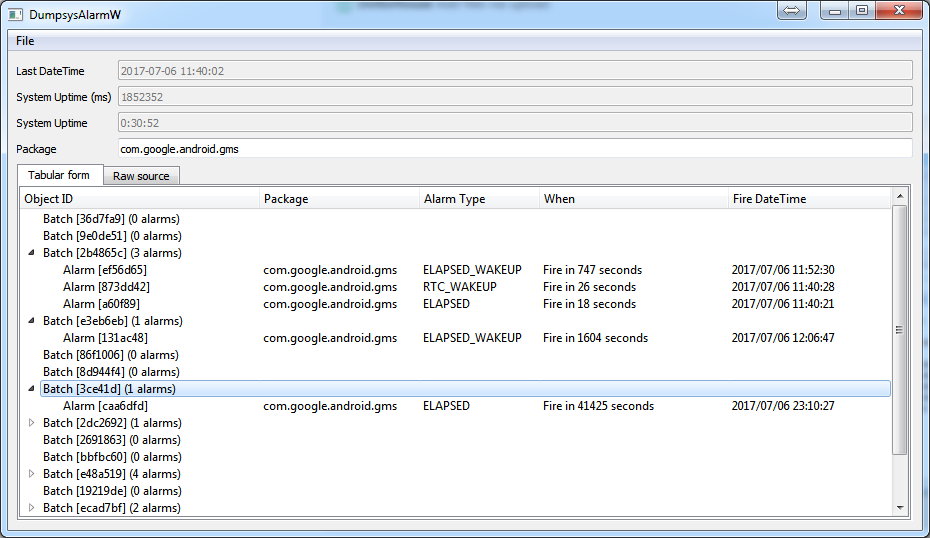 DumpsysAlarmW
File
Last DateTime 2017-07-06 11:40:02
System Uptime (ms) 1852352
System Uptime 0:30:52
Package com.google.android.gms
Tabular form Raw source
Object ID Package Alarm Type When Fire DateTime
Batch [36d7fa9] (0 alarms)
Batch [9e0de51] (0 alarms)
Batch [2b4865c] (3 alarms)
Alarm [ef56d65] com.google.android.gms ELAPSED_WAKEUP Fire in 747 seconds 2017/07/06 11:52:30
Alarm [873dd42] com.google.android.gms RTC_WAKEUP Fire in 26 seconds 2017/07/06 11:40:28
Alarm [a60f89] com.google.android.gms ELAPSED Fire in 18 seconds 2017/07/06 11:40:21
Batch [e3eb6eb] (1 alarms)
Alarm [131ac48] com.google.android.gms ELAPSED_WAKEUP Fire in 1604 seconds 2017/07/06 12:06:47
Batch [86f1006] (0 alarms)
Batch [8d944f4] (0 alarms)
Batch [3ce41d] (1 alarms)
Alarm [caa6dfd] com.google.android.gms ELAPSED Fire in 41425 seconds 2017/07/06 23:10:27
Batch [2dc2692] (1 alarms)
Batch [2691863] (0 alarms)
Batch [bbfbc60] (0 alarms)
Batch [e48a519] (4 alarms)
Batch [19219de] (0 alarms)
Batch [ecad7bf] (2 alarms)